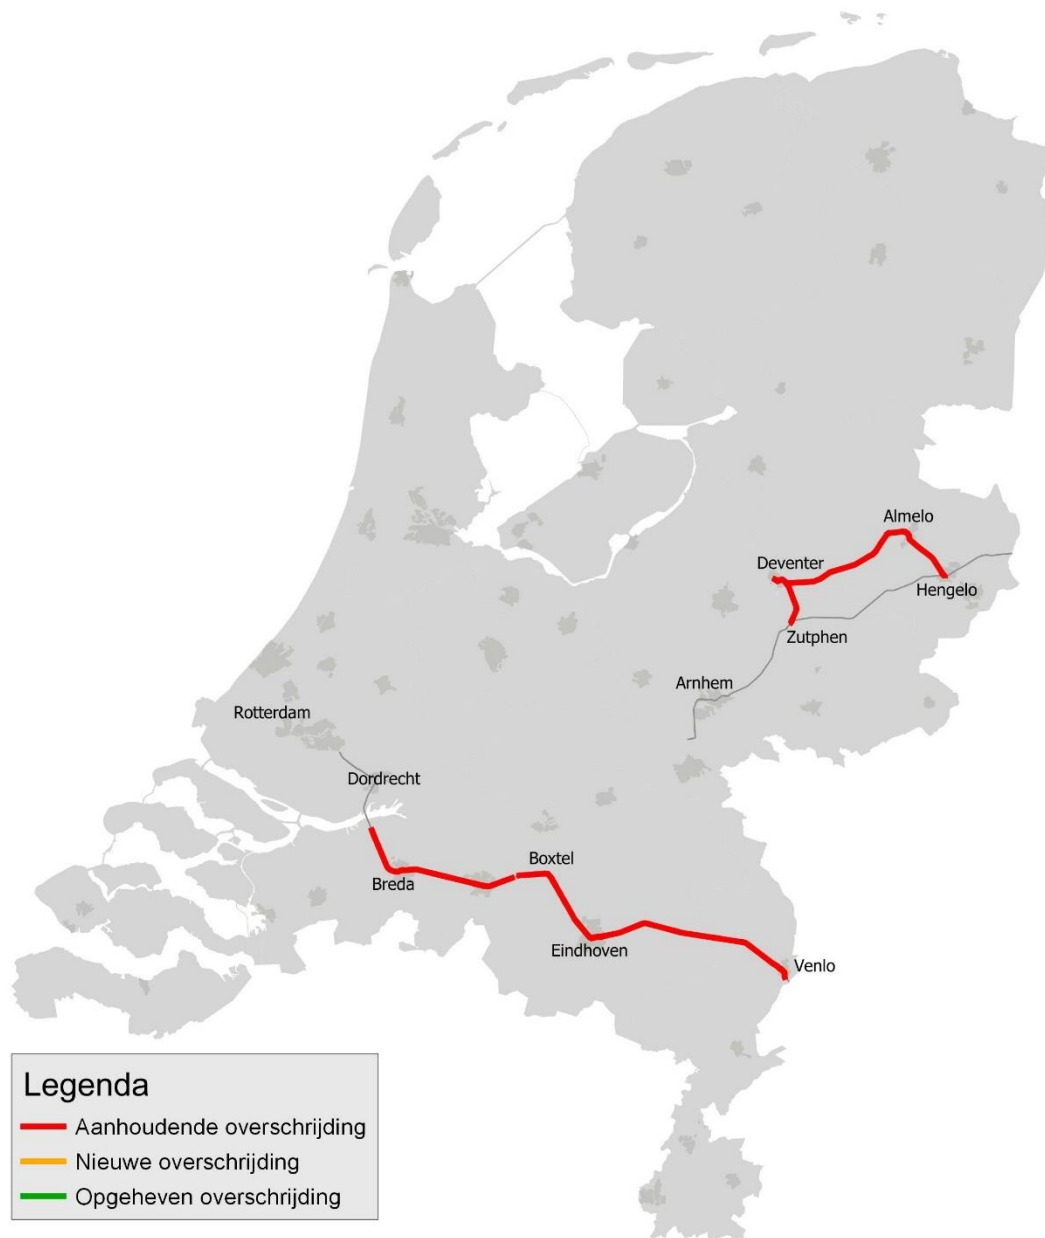 Almelo
Deventer
Hengelo
Zutphen
Arnhem
Rotterdam
Dordrecht
Boxtel
Breda
Eindhoven
Venlo
Legenda
Aanhoudende overschrijding
Nieuwe overschrijding
Opgeheven overschrijding